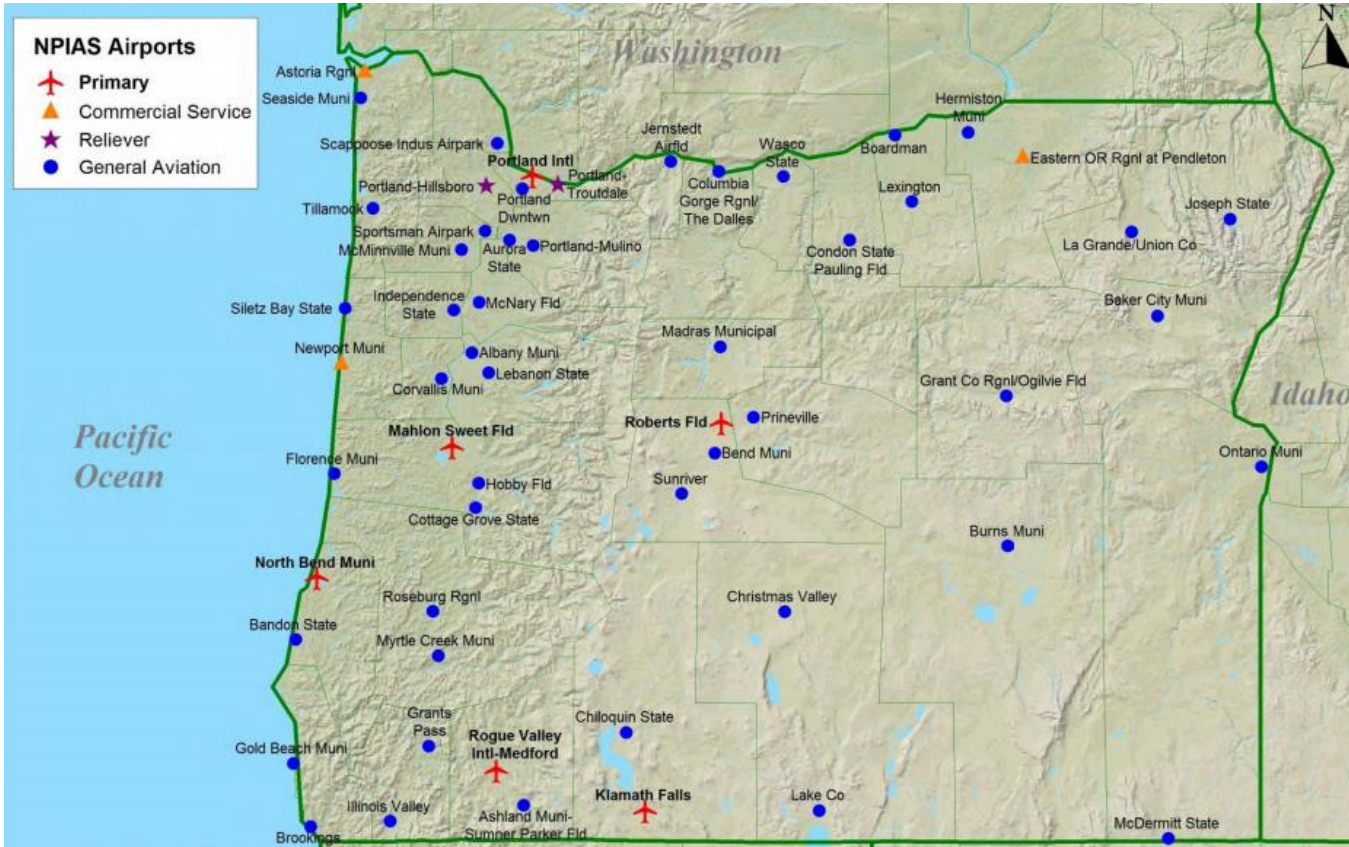 NPIAS Airports
Primary
Commercial Service
Reliever
General Aviation
N
Washington
Astoria Rgnl
Seaside Muni
Hermiston
Muni
Scappoose Indus Airpark
Jernstedt
Airfld
Wasco
State
Boardman
Portland Intl
Eastern OR Rgnl at Pendleton
Portland-Hillsboro
Portland-
Troutdale
Portland
Dwntwn
Columbia
Gorge Rgnl/
The Dalles
Lexington
Tillamook
Joseph State
Sportsman Airpark
McMinnville Muni
Aurora
State
Portland-Mulino
Condon State
Pauling Fld
La Grande/Union Co
Siletz Bay State
Independence
State
McNary Fld
Baker City Muni
Newport Muni
Albany Muni
Madras Municipal
Lebanon State
Corvallis Muni
Grant Co Rgnl/Ogilvie Fld
Idaho
Pacific
Ocean
Mahlon Sweet Fld
Roberts Fld
Prineville
Bend Muni
Florence Muni
Hobby Fld
Sunriver
Ontario Muni
Cottage Grove State
Burns Muni
North Bend Muni
Roseburg Rgnl
Christmas Valley
Bandon State
Myrtle Creek Muni
Grants
Pass
Chiloquin State
Rogue Valley
Intl-Medford
Gold Beach Muni
Klamath Falls
Lake Co
Illinois Valley
Ashland Muni-
Sumner Parker Fld
Brookings
McDermitt State